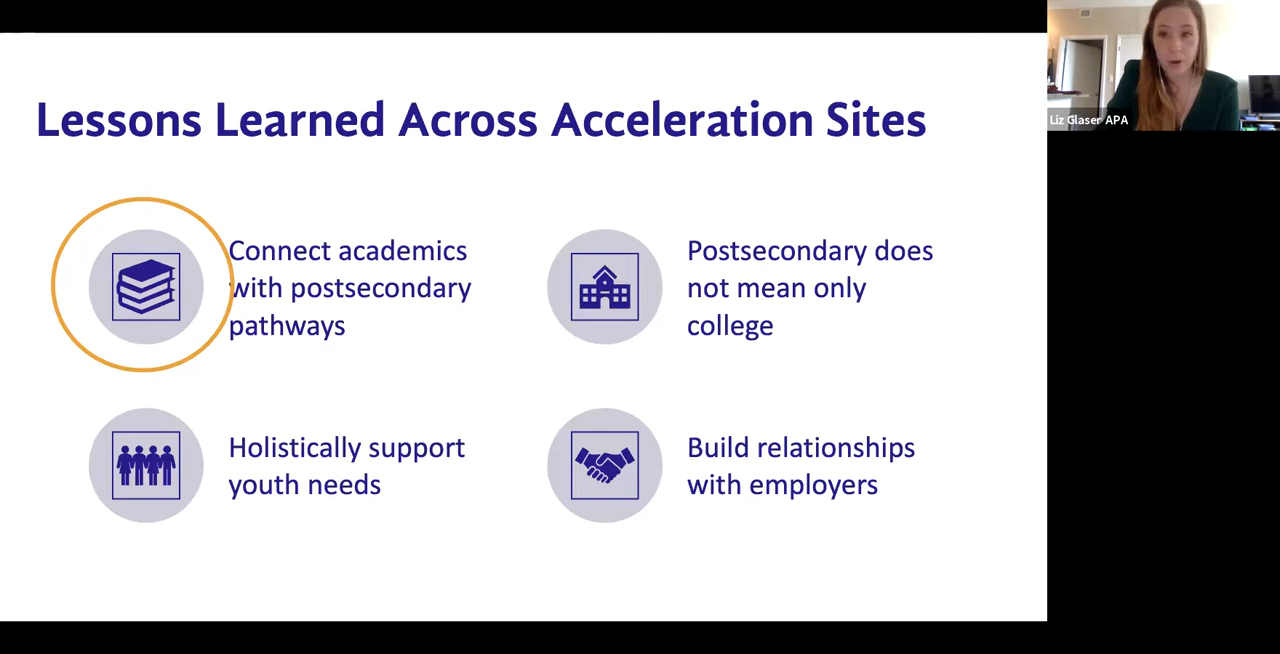 Lessons Learned Across Acceleration Sites
Connect academics
with postsecondary
pathways
Postsecondary does
not mean only
college
Holistically support
youth needs
Build relationships
with employers
Liz Glaser APA